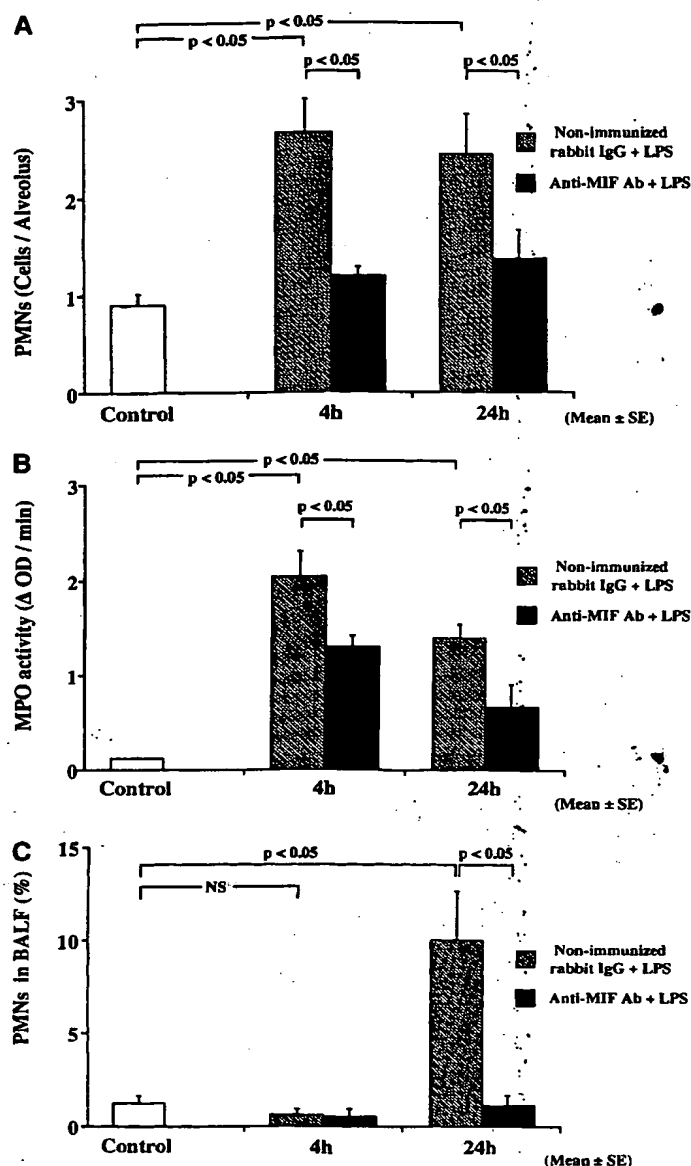 A
p < 0.05
p < 0.05
p < 0.05
p < 0.05
PMNs (Cells / Alveolus)
3
2
1
0
Non-immunized
rabbit IgG + LPS
Anti-MIF Ab + LPS
Control
4h
24h
(Mean ± SE)
B
p < 0.05
p < 0.05
p < 0.05
p < 0.05
MPO activity (Δ OD / min)
3
2
1
0
Non-immunized
rabbit IgG + LPS
Anti-MIF Ab + LPS
Control
4h
24h
(Mean ± SE)
C
p < 0.05
p < 0.05
NS
PMNs in BALF (%)
15
10
5
0
Non-immunized
rabbit IgG + LPS
Anti-MIF Ab + LPS
Control
4h
24h
(Mean ± SE)